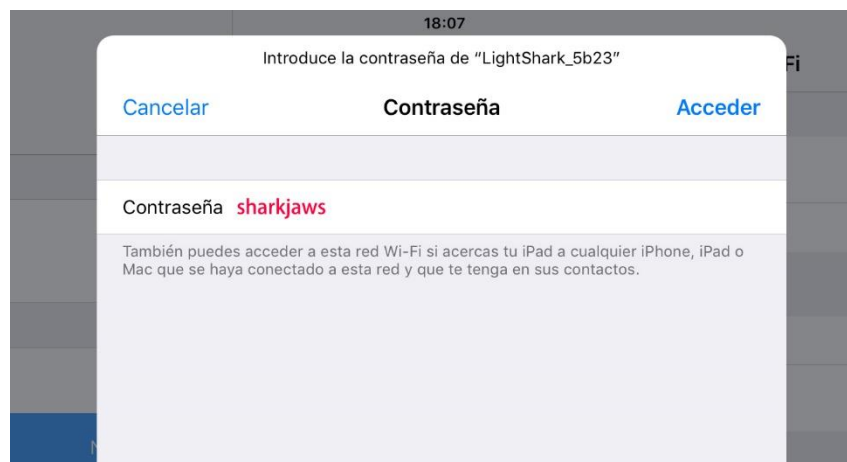 18:07
Introduce la contraseña de “LightShark_5b23”
Fi
Cancelar Contraseña Acceder
Contraseña sharkjaws
También puedes acceder a esta red Wi-Fi si acercas tu iPad a cualquier iPhone, iPad o
Mac que se haya conectado a esta red y que te tenga en sus contactos.